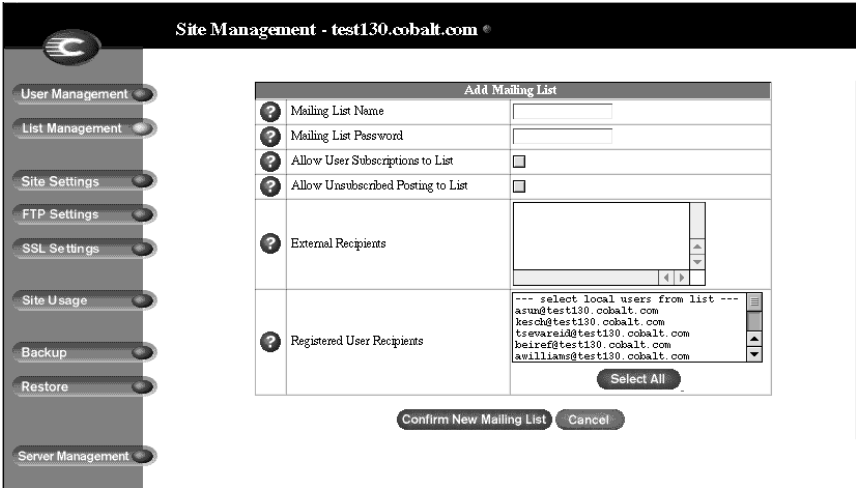 Site Management - test130.cobalt.com
C
User Management
List Management
Site Settings
FTP Settings
SSL Settings
Site Usage
Backup
Restore
Server Management
Add Mailing List
? Mailing List Name
? Mailing List Password
? Allow User Subscriptions to List
? Allow Unsubscribed Posting to List
? External Recipients
? Registered User Recipients
--- select local users from list ---
asun@test130.cobalt.com
kesch@test130.cobalt.com
tsevareid@test130.cobalt.com
beiref@test130.cobalt.com
awilliams@test130.cobalt.com
Select All
Confirm New Mailing List Cancel